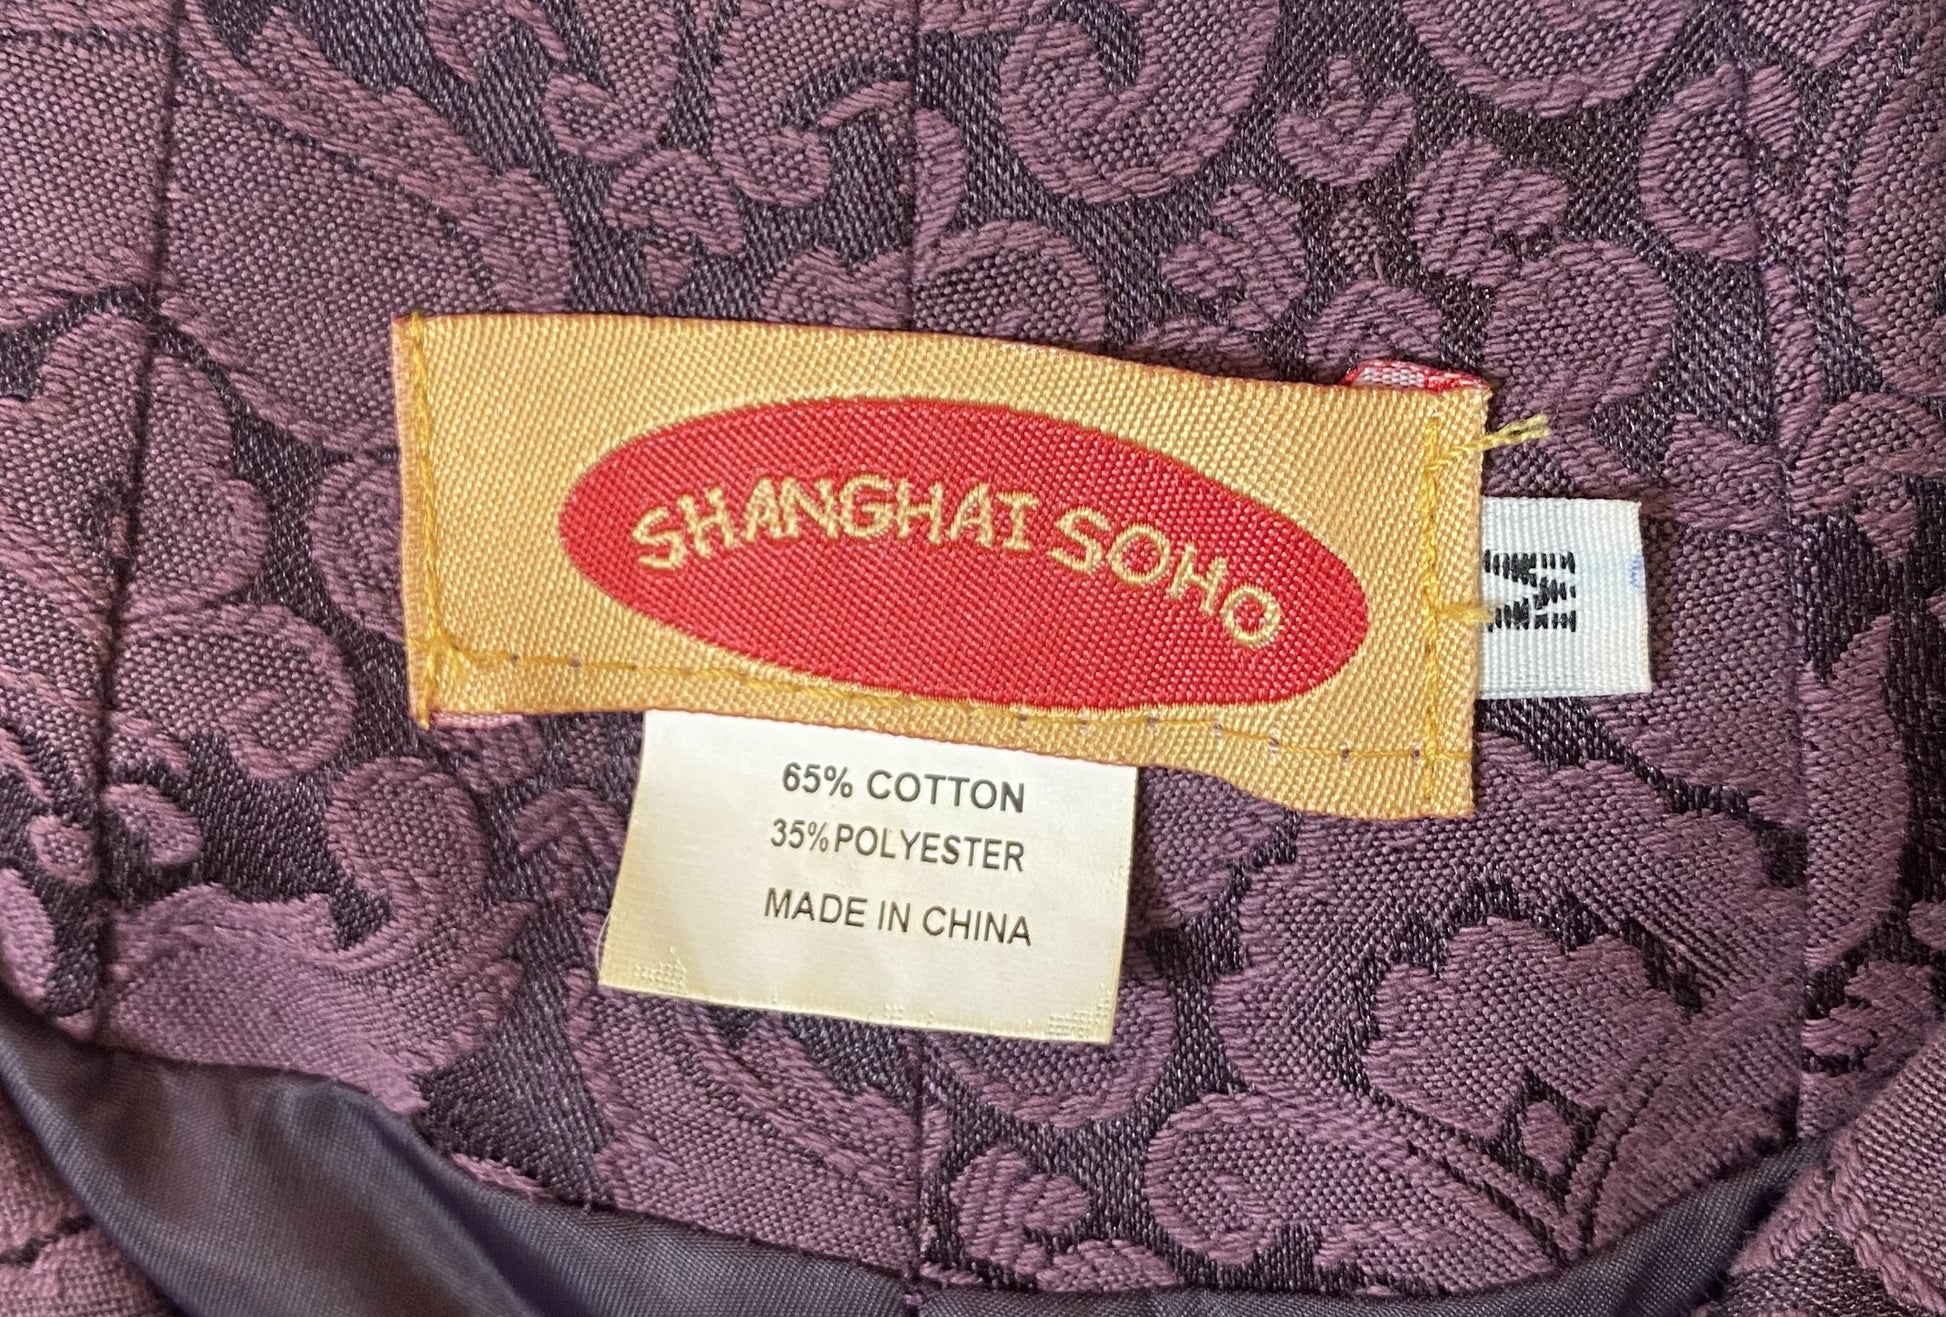 SHANGHAI SOHO
M
65% COTTON
35% POLYESTER
MADE IN CHINA